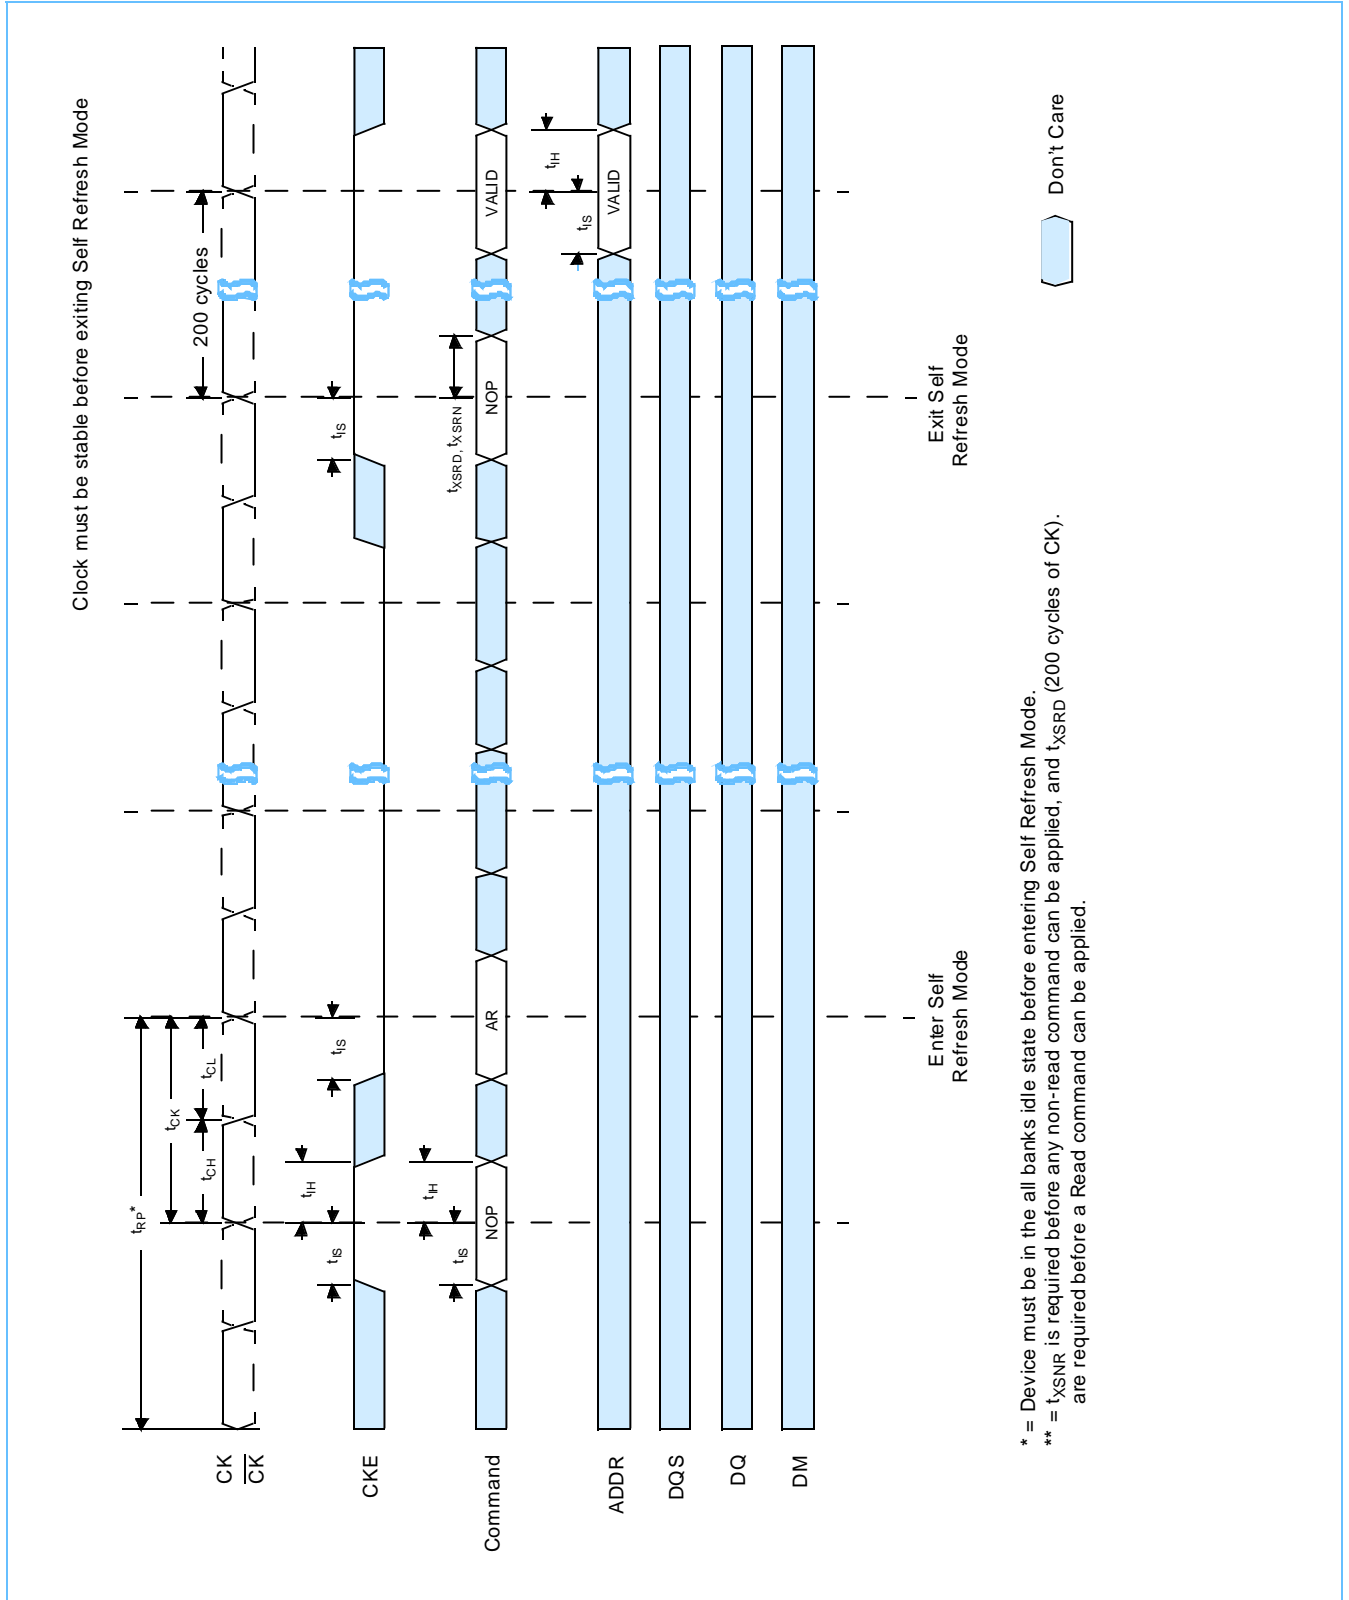 Clock must be stable before exiting Self Refresh Mode
tRP*
tCK
tCH
tCL
200 cycles
CK
CK
tIS
tIH
tIS
tIS
CKE
tIS
tIH
tXSRD, tXSRN
Command
NOP
AR
NOP
VALID
tIS
tIH
ADDR
VALID
DQS
DQ
DM
Enter Self
Refresh Mode
Exit Self
Refresh Mode
* = Device must be in the all banks idle state before entering Self Refresh Mode.
** = tXSNR is required before any non-read command can be applied, and tXSRD (200 cycles of CK).
are required before a Read command can be applied.
Don't Care